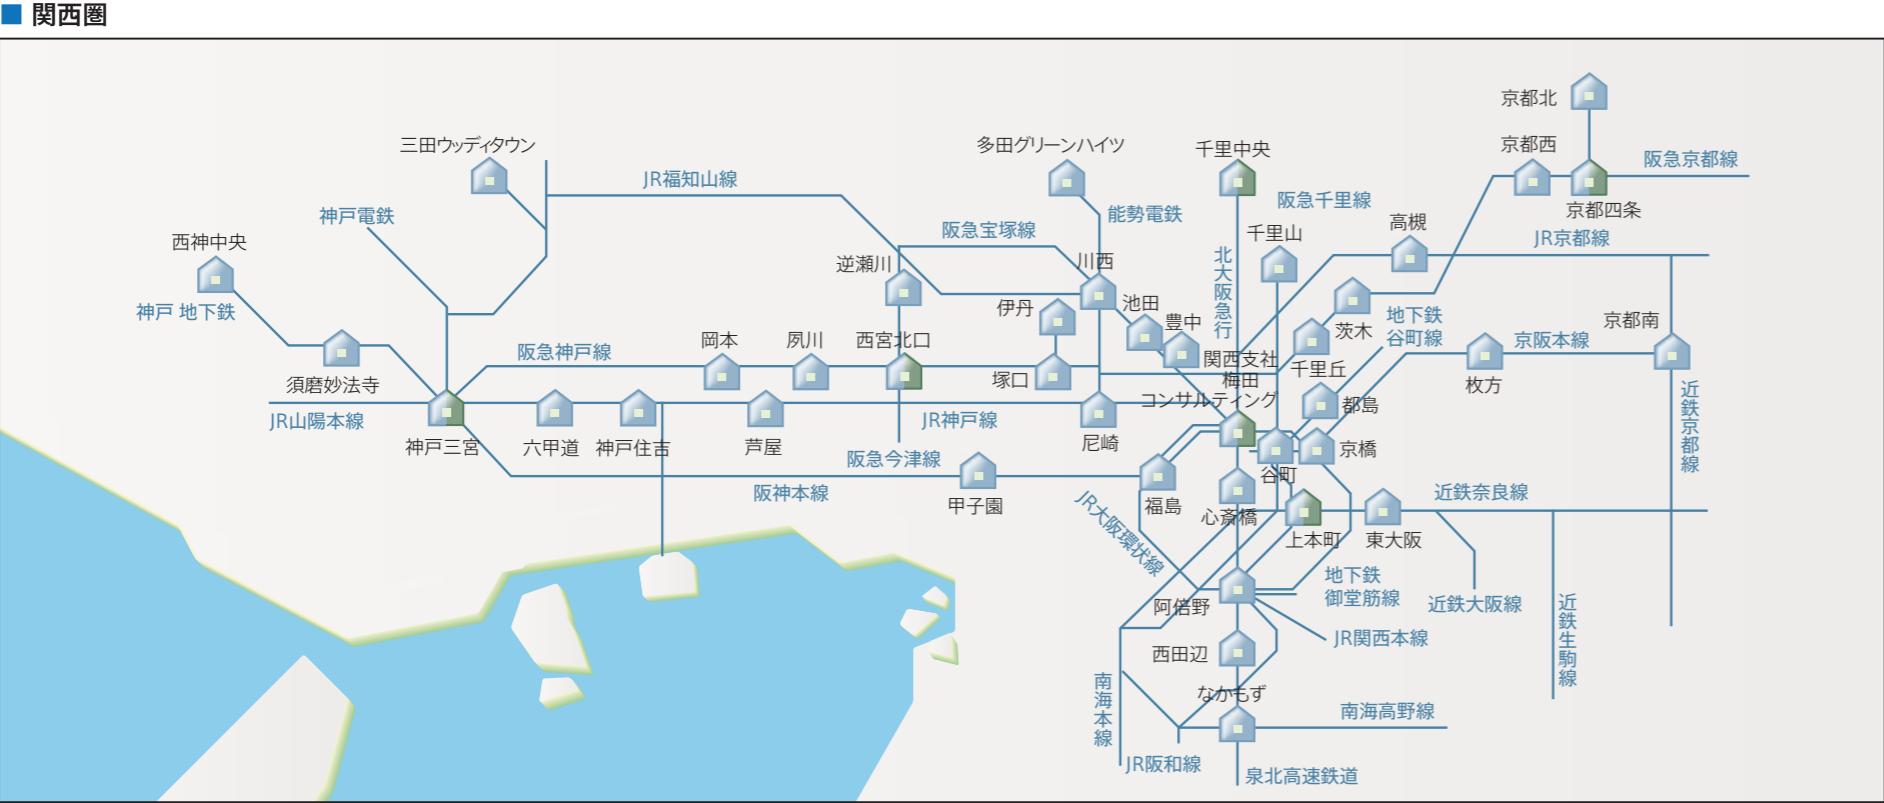 関西圏
京都北
三田ウッディタウン
多田グリーンハイツ
千里中央
京都西
阪急京都線
JR福知山線
阪急千里線
京都四条
神戸電鉄
能勢電鉄
西神中央
阪急宝塚線
千里山
高槻
JR京都線
逆瀬川
川西
北大阪急行
神戸 地下鉄
伊丹
池田
豊中
茨木
地下鉄
谷町線
京都南
岡本
夙川
西宮北口
阪急神戸線
関西支社
梅田
コンサルティング
千里丘
京阪本線
須磨妙法寺
塚口
枚方
都島
近鉄京都線
JR山陽本線
神戸三宮
六甲道
神戸住吉
芦屋
JR神戸線
尼崎
京橋
阪急今津線
谷町
阪神本線
甲子園
福島
心斎橋
近鉄奈良線
JR大阪環状線
上本町
東大阪
地下鉄
御堂筋線
阿倍野
近鉄大阪線
近鉄生駒線
JR関西本線
西田辺
なかもず
南海本線
南海高野線
JR阪和線
泉北高速鉄道